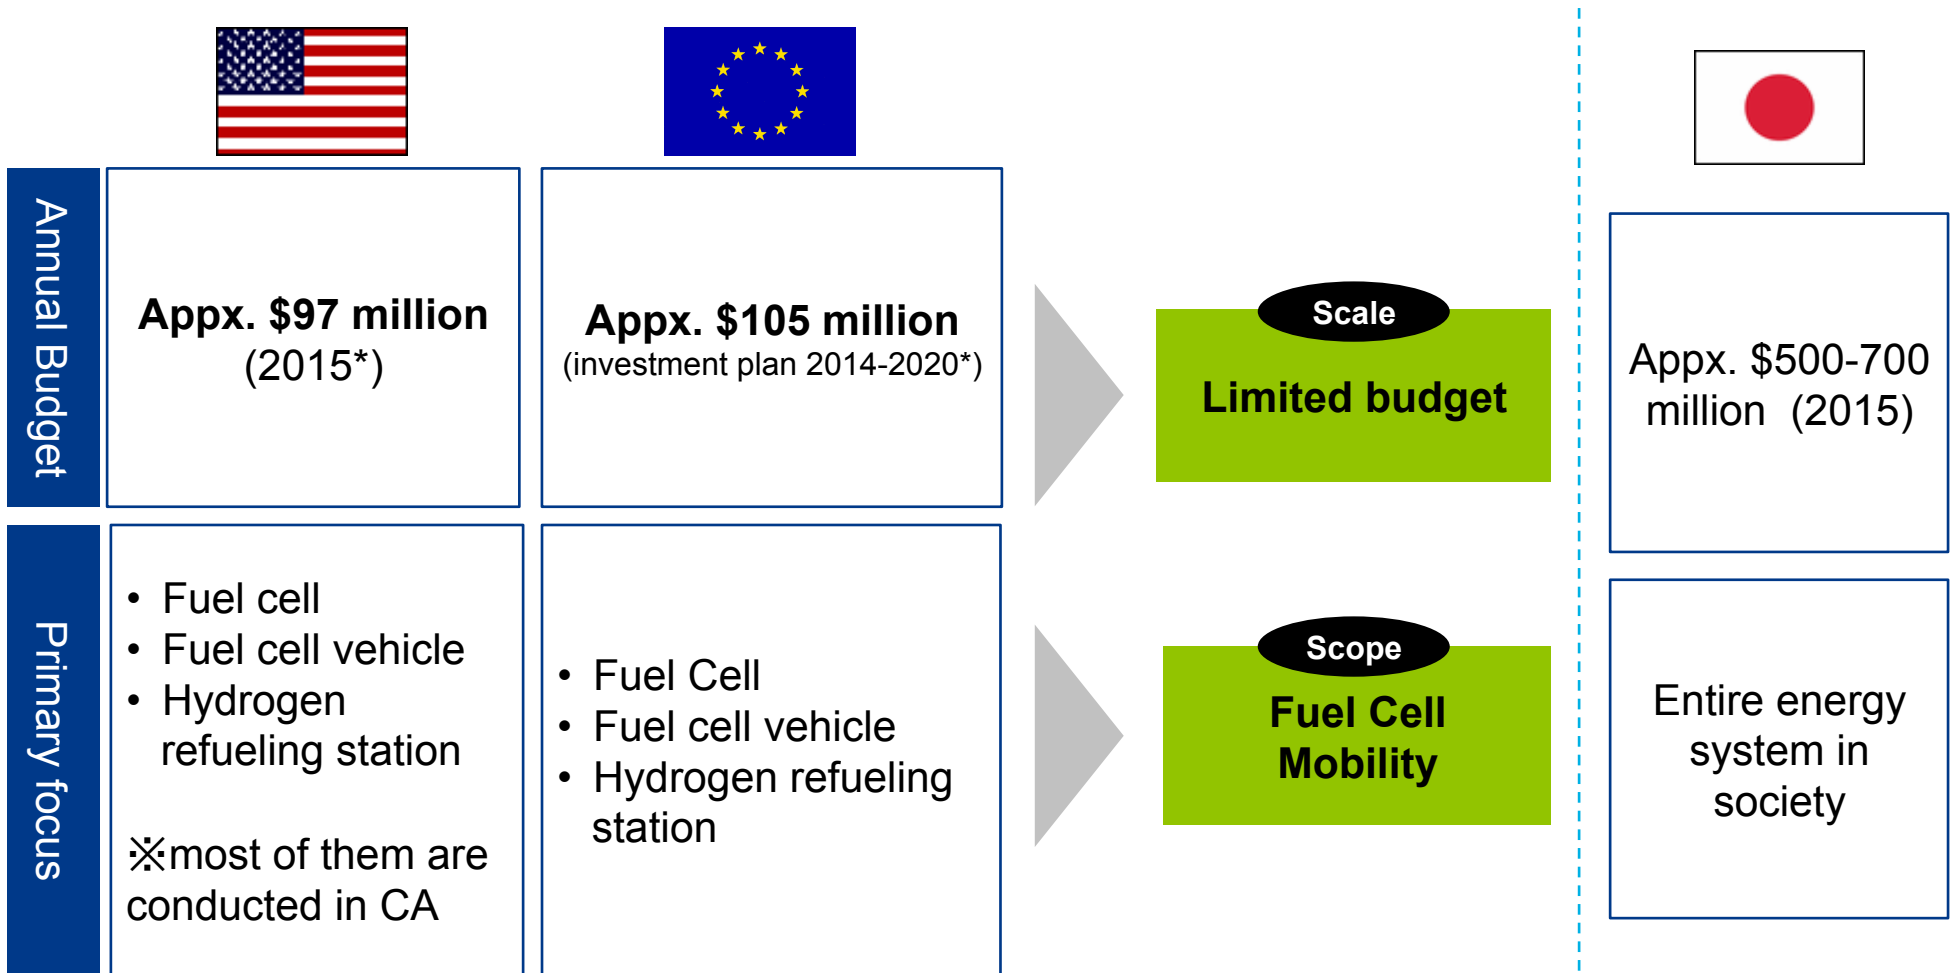 Annual Budget
Appx. $97 million
(2015*)
Appx. $105 million
(investment plan 2014-2020*)
Scale
Limited budget
Appx. $500-700
million (2015)
Primary focus
• Fuel cell
• Fuel cell vehicle
• Hydrogen
refueling station
※most of them are
conducted in CA
• Fuel Cell
• Fuel cell vehicle
• Hydrogen refueling
station
Scope
Fuel Cell
Mobility
Entire energy
system in
society